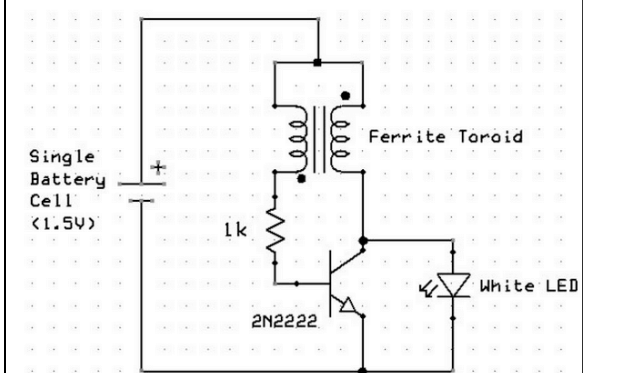 Ferrite Toroid
Single
Battery
Cell
(1.5V)
+
1k
White LED
2N2222